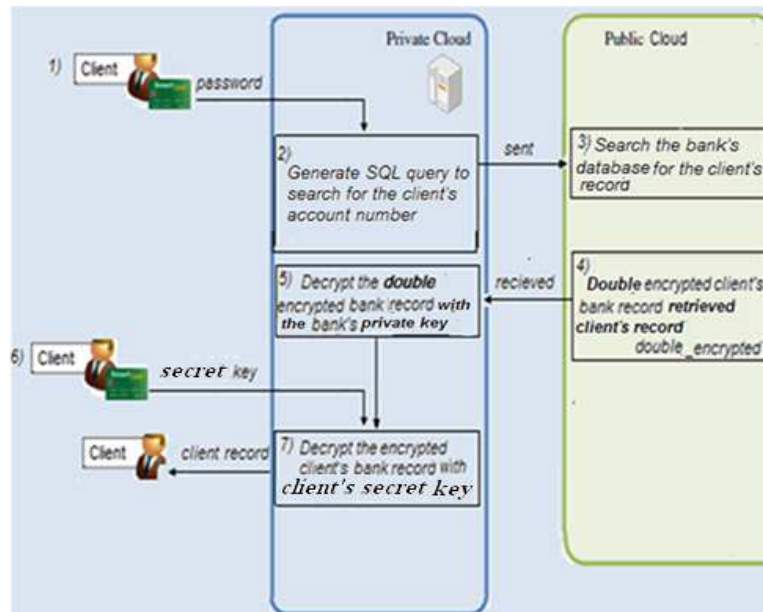 Private Cloud
Public Cloud
1)
Client
password
2)
Generate SQL query to
search for the client's
account number
sent
3) Search the bank's
database for the client's
record
5) Decrypt the double
encrypted bank record with
the bank's private key
recieved
4)
Double encrypted client's
bank record retrieved
client's record
double_encrypted
6)
Client
secret key
Client
client record
7) Decrypt the encrypted
client's bank record with
client's secret key